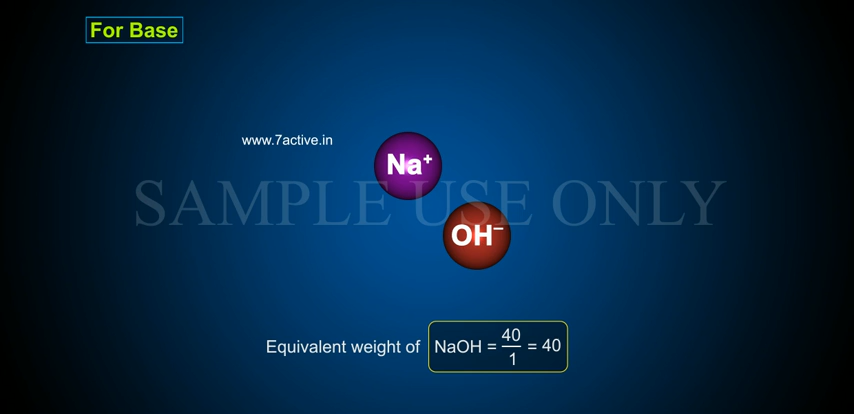 For Base
www.7active.in
Na⁺
SAMPLE USE ONLY
OH⁻
Equivalent weight of NaOH = 40/1 = 40